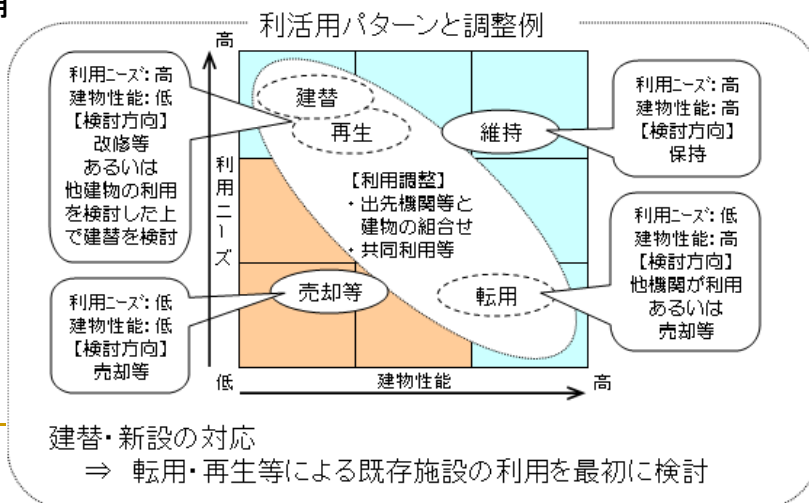 用
利活用パターンと調整例
高
利用ニーズ: 高
建物性能: 低
【検討方向】
改修等
あるいは
他建物の利用
を検討した上
で建替を検討
利用ニーズ: 低
建物性能: 低
【検討方向】
売却等
利用ニーズ
建替
再生
維持
【利用調整】
・出先機関等と
建物の組合せ
・共同利用等
売却等
転用
利用ニーズ: 高
建物性能: 高
【検討方向】
保持
利用ニーズ: 低
建物性能: 高
【検討方向】
他機関が利用
あるいは
売却等
低
建物性能
高
建替・新設の対応
⇒ 転用・再生等による既存施設の利用を最初に検討